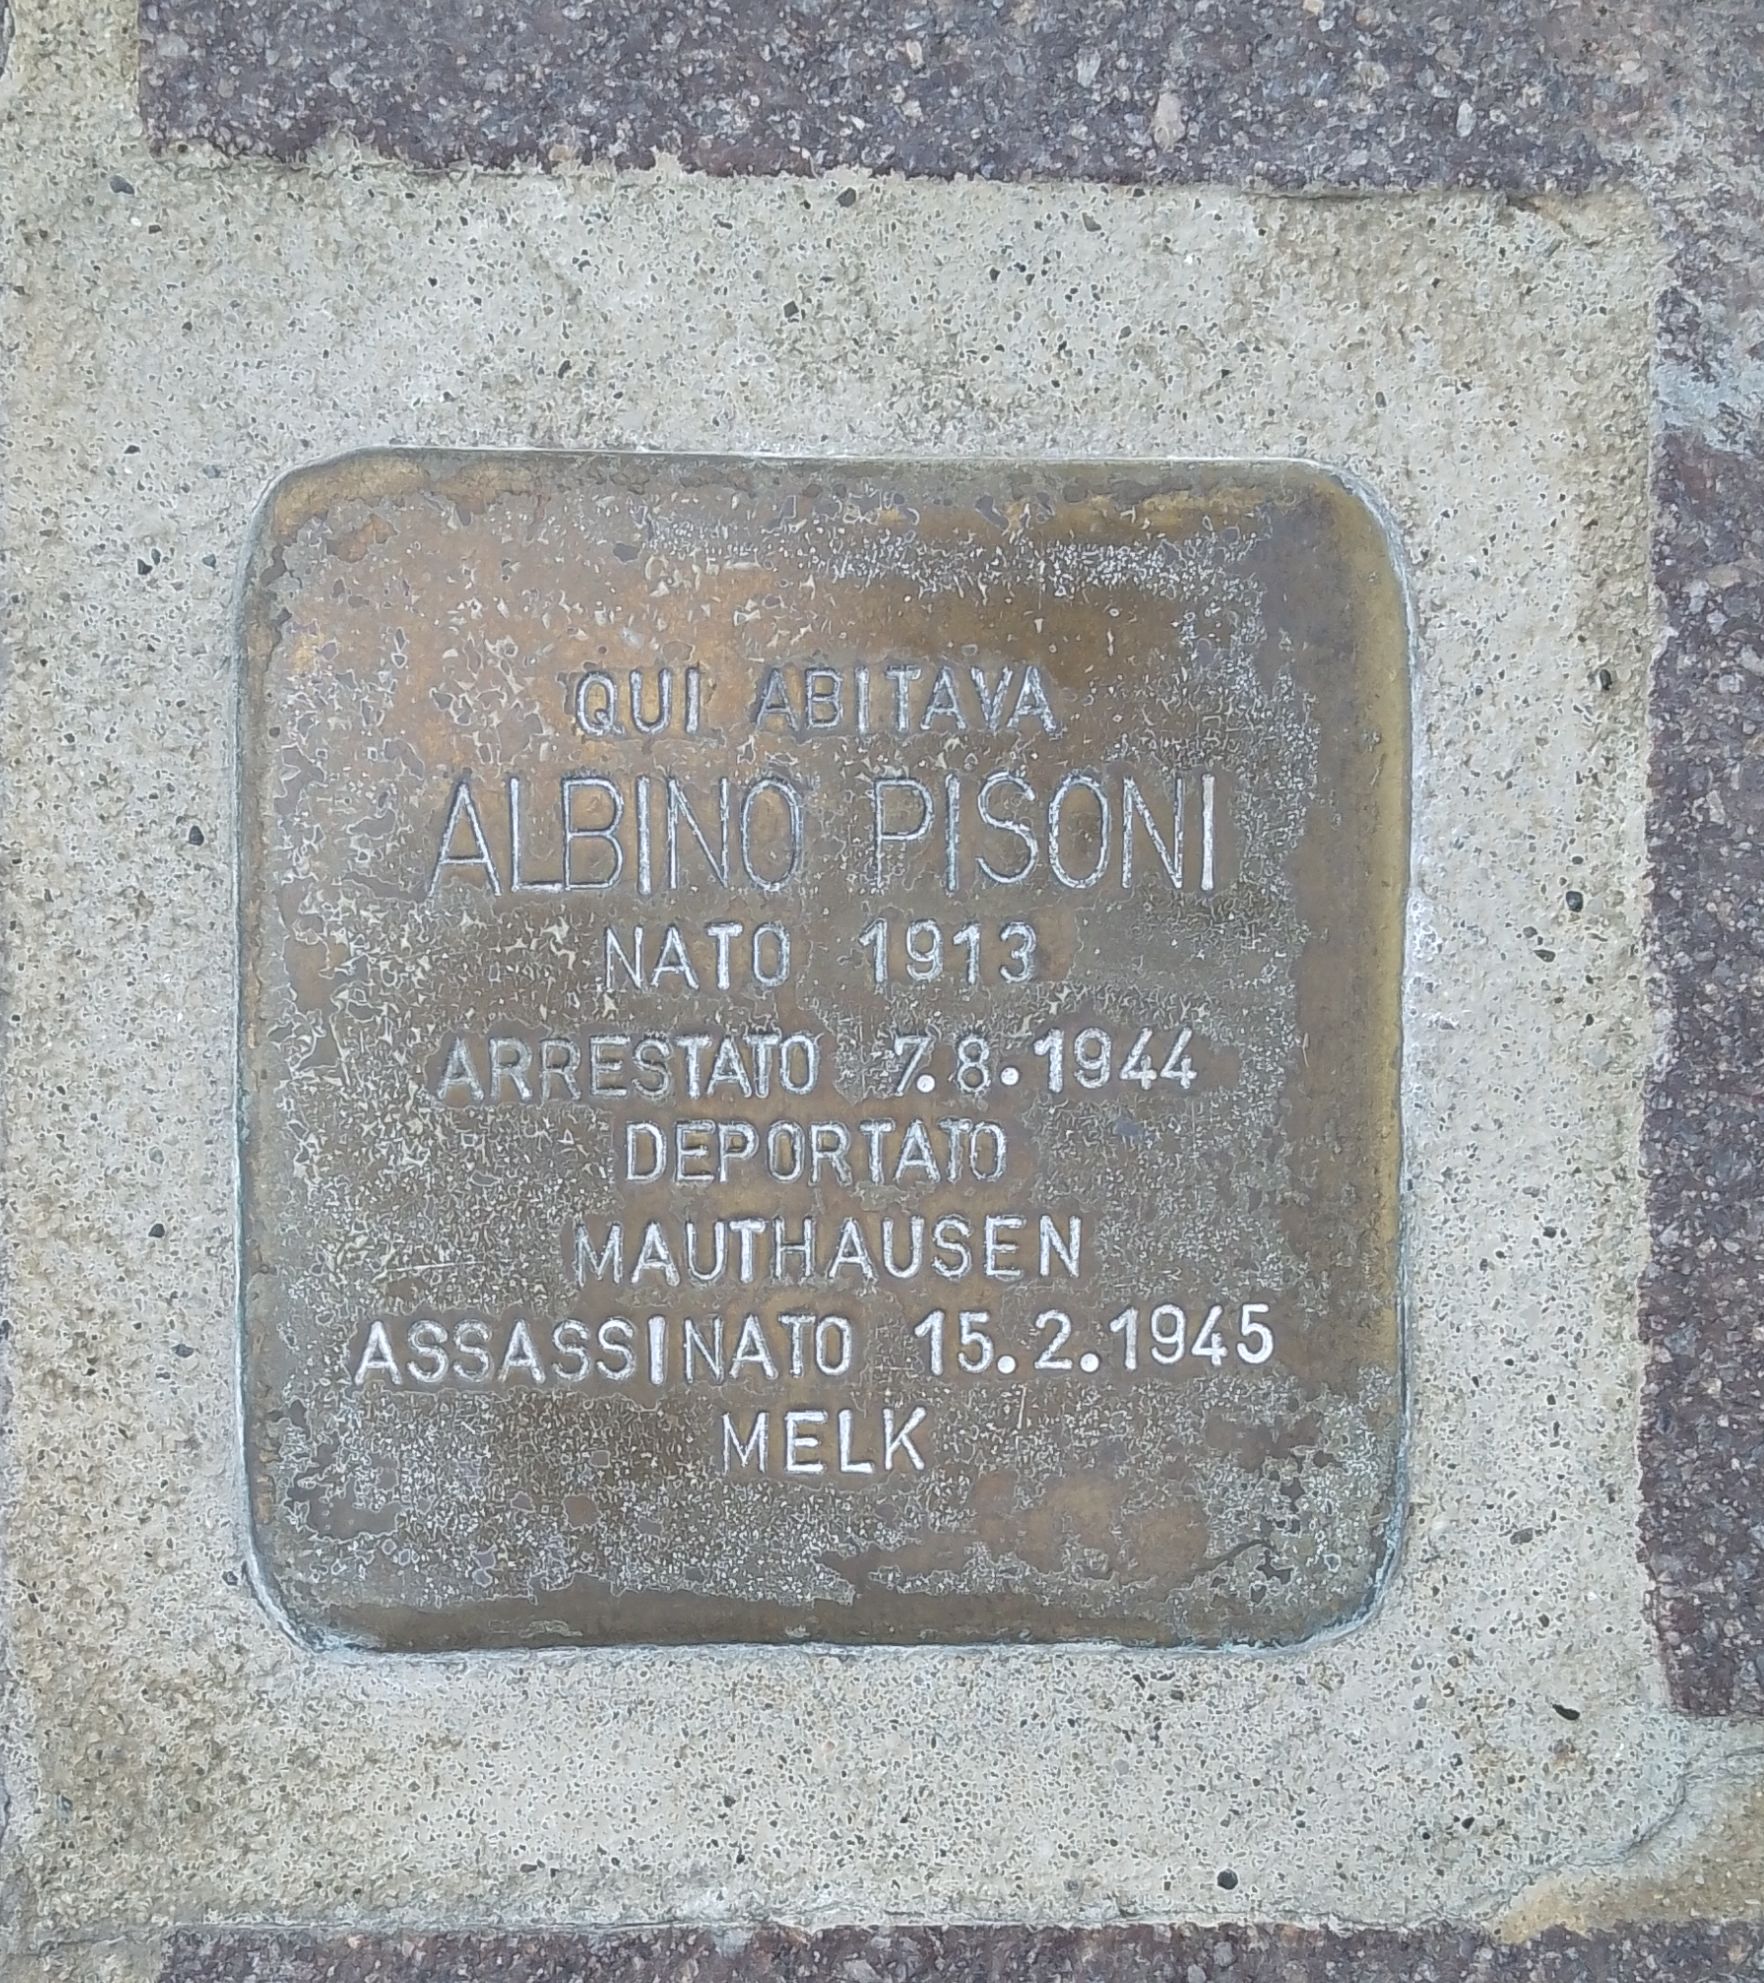 QUI ABITAVA
ALBINO PISONI
NATO 1913
ARRESTATO 7.8.1944
DEPORTATO
MAUTHAUSEN
ASSASSINATO 15.2.1945
MELK